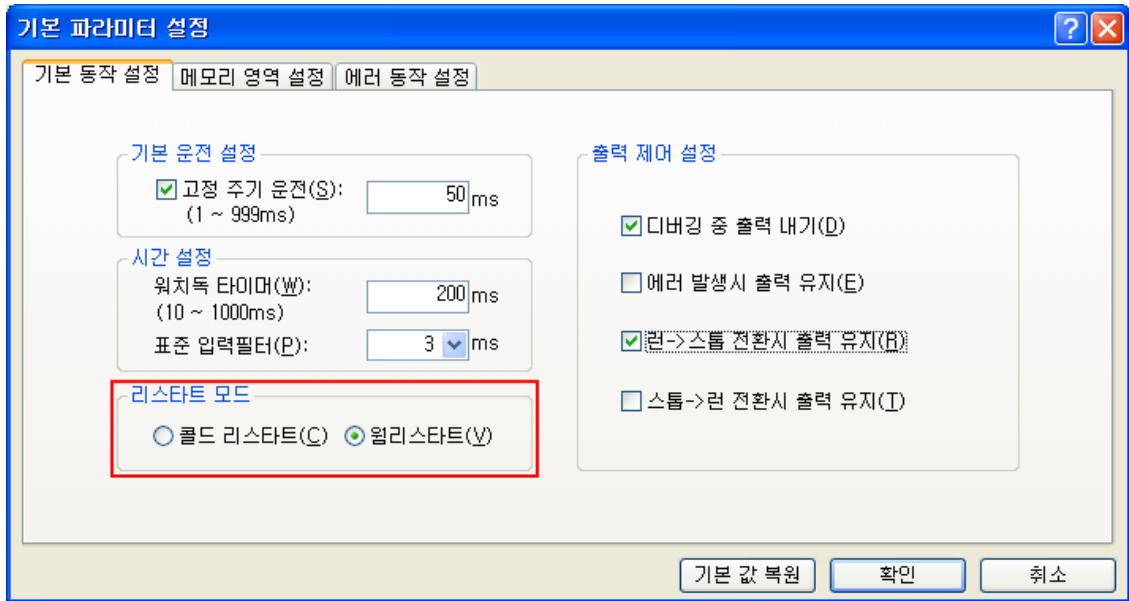 기본 파라미터 설정
기본 동작 설정
메모리 영역 설정
에러 동작 설정
기본 운전 설정
고정 주기 운전(S):
50 ms
(1 ~ 999ms)
시간 설정
워치독 타이머(W):
200 ms
(10 ~ 1000ms)
표준 입력필터(P):
3 ms
리스타트 모드
콜드 리스타트(C)
웜리스타트(V)
출력 제어 설정
디버깅 중 출력 내기(D)
에러 발생시 출력 유지(E)
런->스톱 전환시 출력 유지(R)
스톱->런 전환시 출력 유지(T)
기본 값 복원
확인
취소